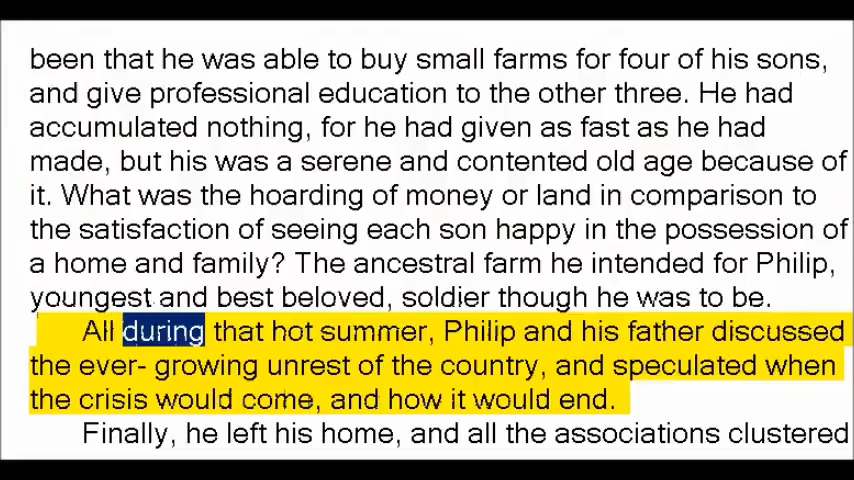 been that he was able to buy small farms for four of his sons,
and give professional education to the other three. He had
accumulated nothing, for he had given as fast as he had
made, but his was a serene and contented old age because of
it. What was the hoarding of money or land in comparison to
the satisfaction of seeing each son happy in the possession of
a home and family? The ancestral farm he intended for Philip,
youngest and best beloved, soldier though he was to be.
All during that hot summer, Philip and his father discussed
the ever- growing unrest of the country, and speculated when
the crisis would come, and how it would end.
Finally, he left his home, and all the associations clustered